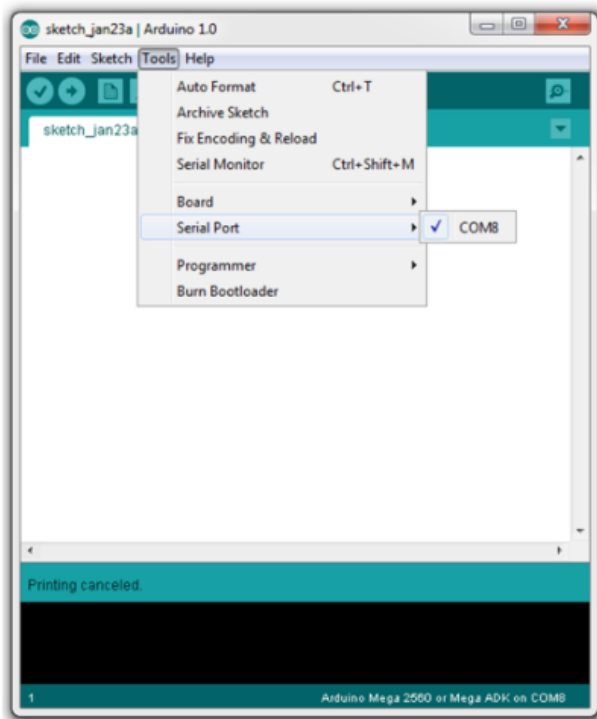 sketch_jan23a | Arduino 1.0
File Edit Sketch Tools Help
sketch_jan23a
Auto Format Ctrl+T
Archive Sketch
Fix Encoding & Reload
Serial Monitor Ctrl+Shift+M
Board
Serial Port ✓ COM8
Programmer
Burn Bootloader
Printing canceled.
1 Arduino Mega 2560 or Mega ADK on COM8